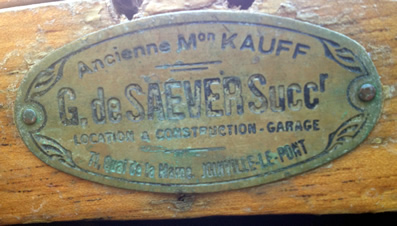 Ancienne Mon KAUFF
G. de SAEVER Succr
LOCATION & CONSTRUCTION - GARAGE
Quai de la Marne, JOINVILLE-LE-PONT